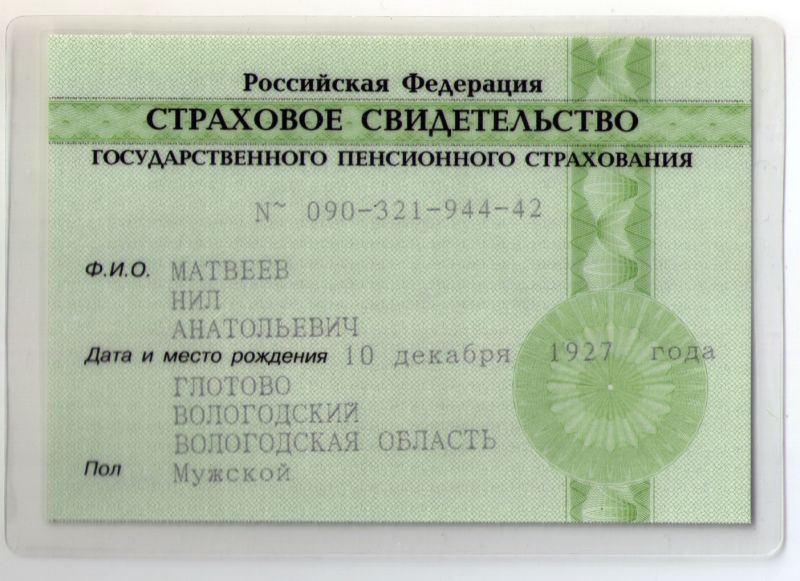 Российская Федерация
СТРАХОВОЕ СВИДЕТЕЛЬСТВО
ГОСУДАРСТВЕННОГО ПЕНСИОННОГО СТРАХОВАНИЯ
N~ 090-321-944-42
Ф.И.О. МАТВЕЕВ
НИЛ
АНАТОЛЬЕВИЧ
Дата и место рождения 10 декабря 1927 года
ГЛОТОВО
ВОЛОГОДСКИЙ
ВОЛОГОДСКАЯ ОБЛАСТЬ
Пол Мужской